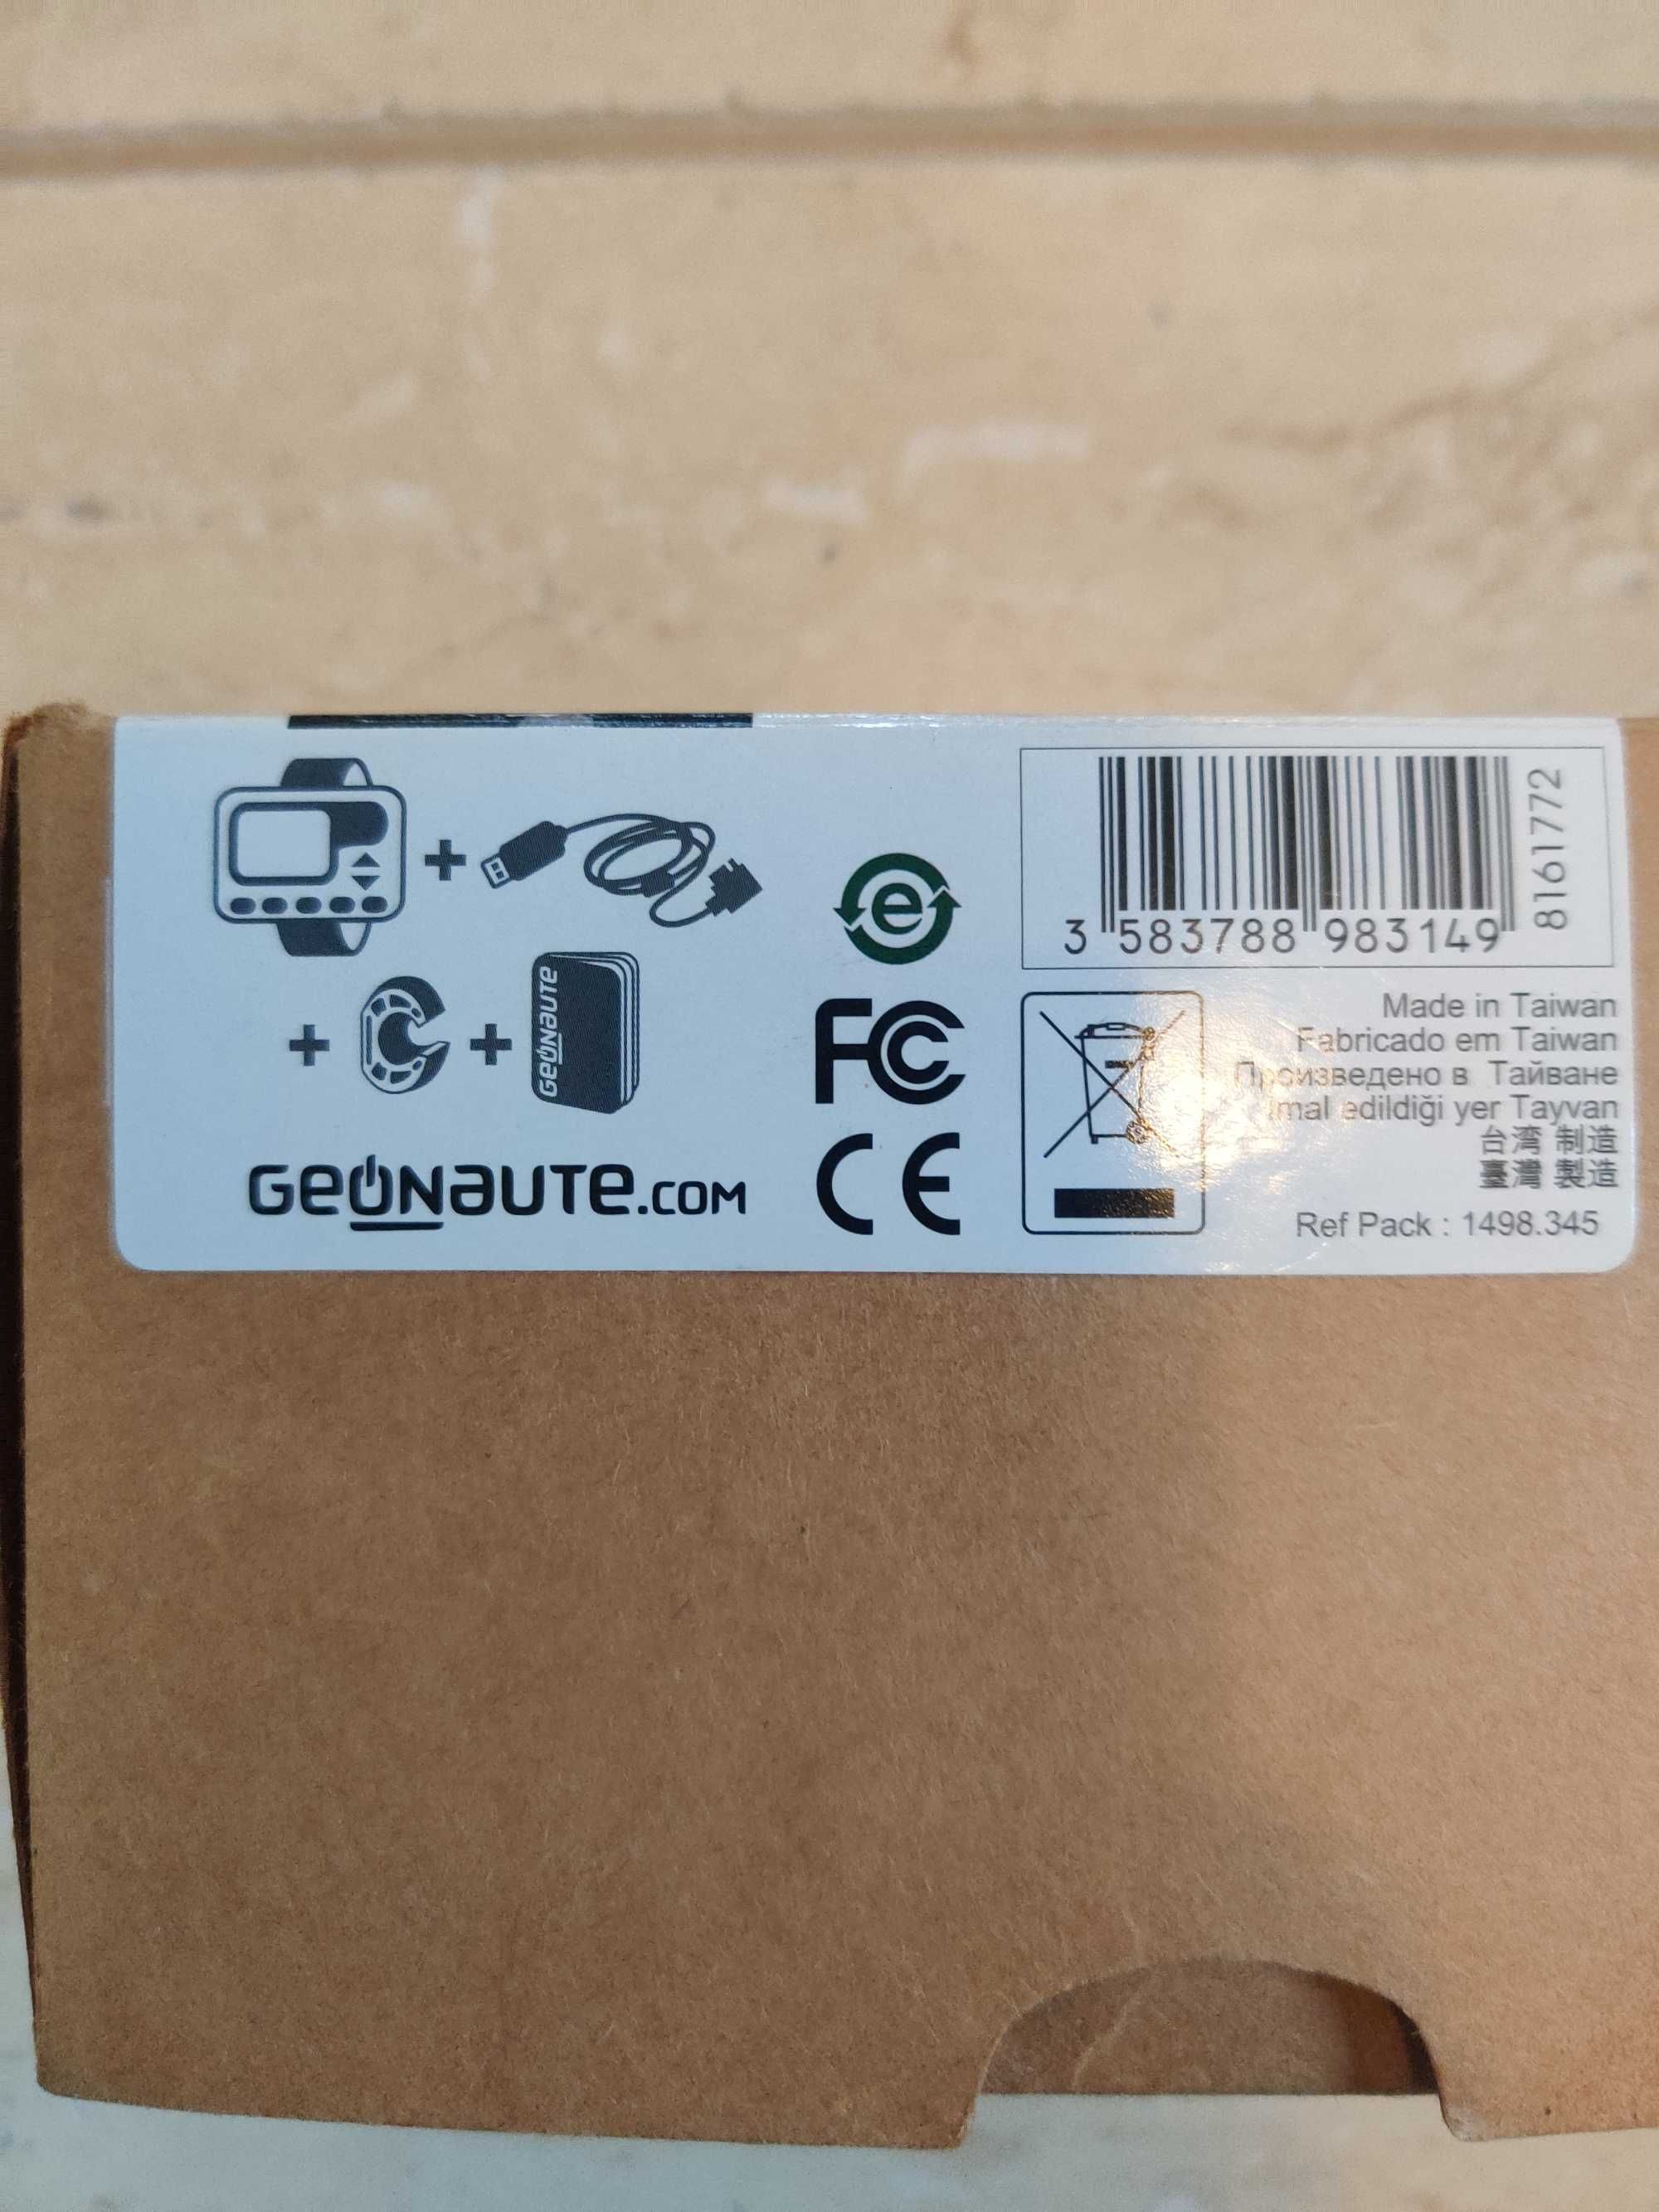 GEONAUTE
GEONAUTE.COM
e
FC
CE
3 583788 983149
8161772
Made in Taiwan
Fabricado em Taiwan
Произведено в Тайване
İmal edildiği yer Tayvan
台湾 制造
臺灣 製造
Ref Pack : 1498.345